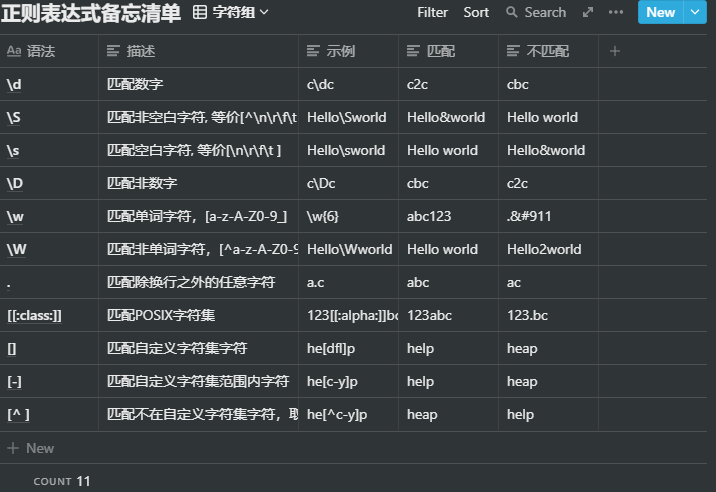 正则表达式备忘清单 字符组 Filter Sort Search ••• New
Aa 语法 描述 示例 匹配 不匹配 +
\d 匹配数字 c\dc c2c cbc
\S 匹配非空白字符, 等价[^\n\r\f\t Hello\Sworld Hello&world Hello world
\s 匹配空白字符, 等价[\n\r\f\t ] Hello\sworld Hello world Hello&world
\D 匹配非数字 c\Dc cbc c2c
\w 匹配单词字符，[a-z-A-Z0-9_] \w{6} abc123 .&#911
\W 匹配非单词字符，[^a-z-A-Z0-9 Hello\Wworld Hello world Hello2world
. 匹配除换行之外的任意字符 a.c abc ac
[[:class:]] 匹配POSIX字符集 123[[:alpha:]]bc 123abc 123.bc
[] 匹配自定义字符集字符 he[dfl]p help heap
[-] 匹配自定义字符集范围内字符 he[c-y]p help heap
[^ ] 匹配不在自定义字符集字符，取 he[^c-y]p heap help
+ New
COUNT 11